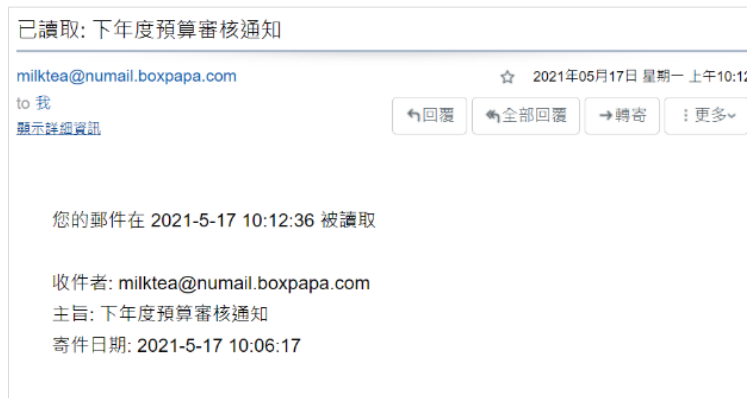 已讀取: 下年度預算審核通知
milktea@numail.boxpapa.com
2021年05月17日 星期一 上午10:12
to 我
顯示詳細資訊
回覆
全部回覆
轉寄
更多
您的郵件在 2021-5-17 10:12:36 被讀取
收件者: milktea@numail.boxpapa.com
主旨: 下年度預算審核通知
寄件日期: 2021-5-17 10:06:17